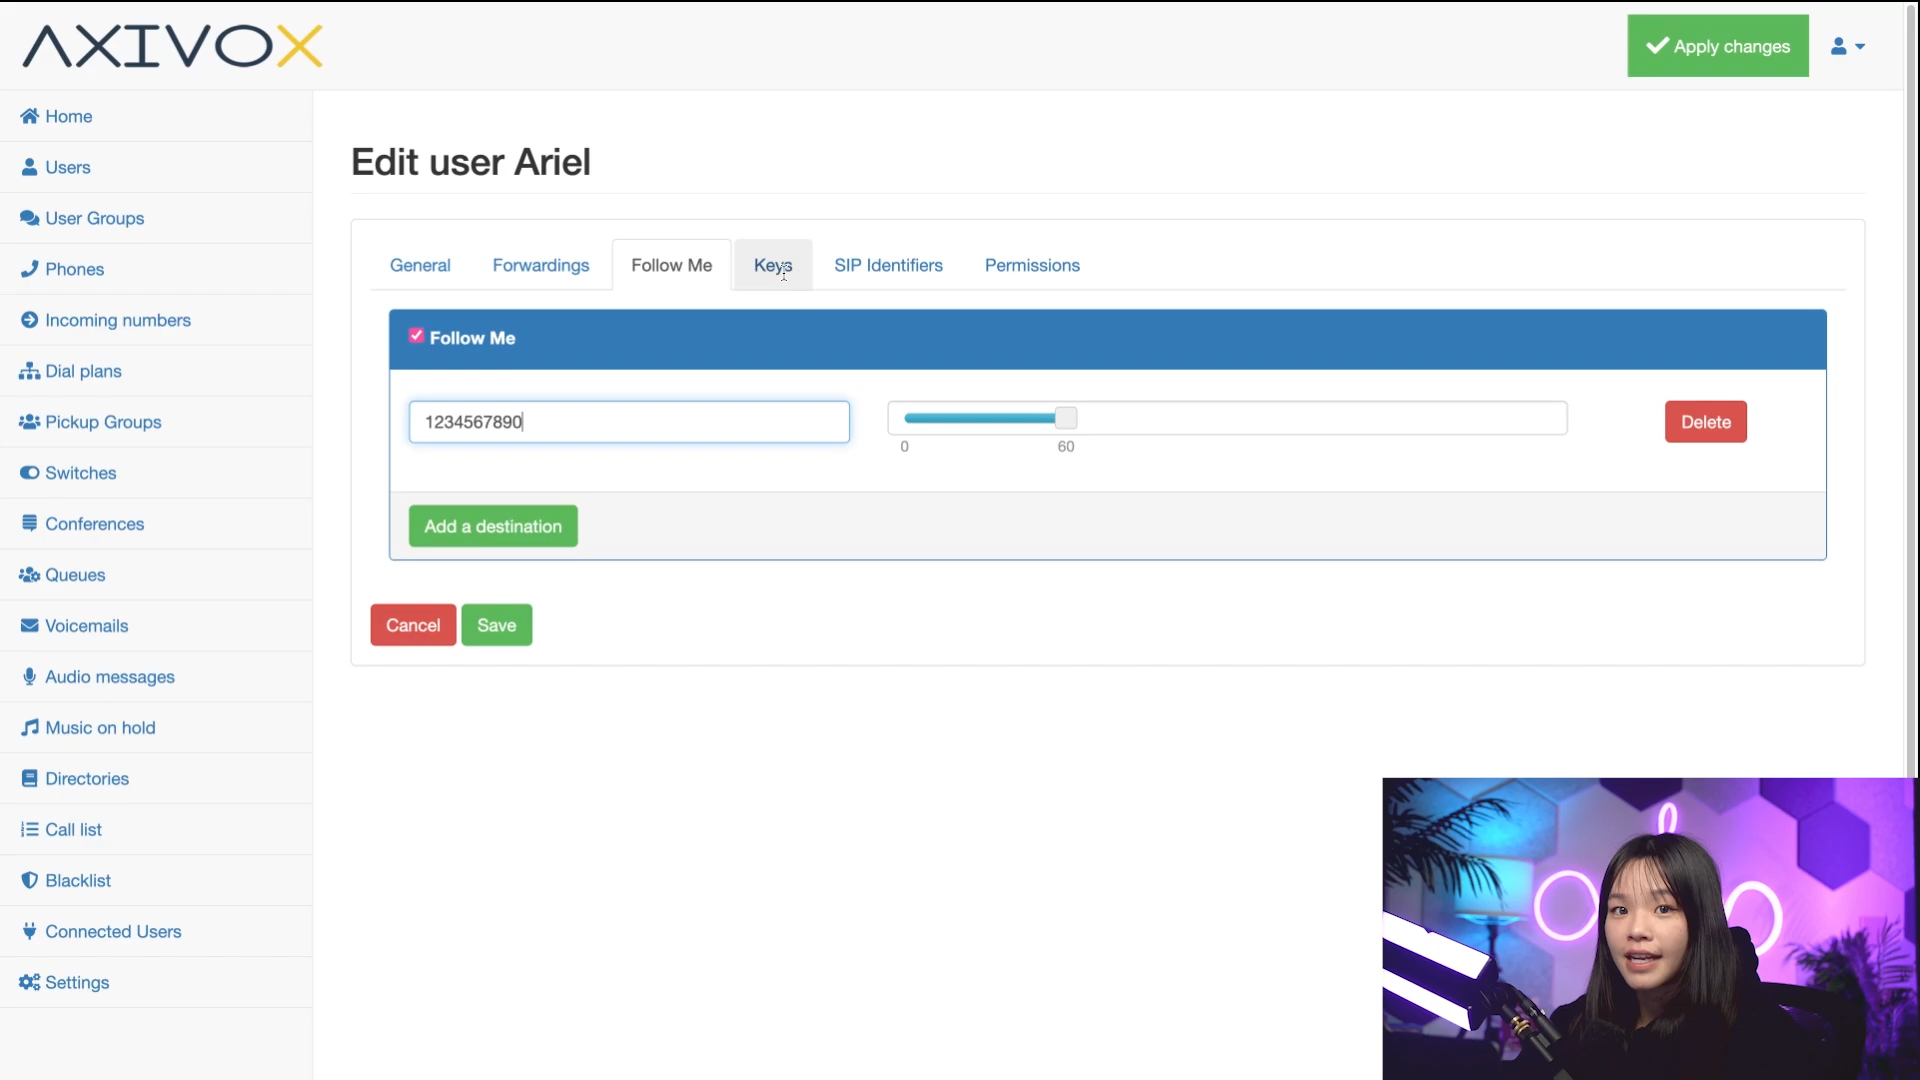 AXIVOX
Apply changes
Home
Users
User Groups
Phones
Incoming numbers
Dial plans
Pickup Groups
Switches
Conferences
Queues
Voicemails
Audio messages
Music on hold
Directories
Call list
Blacklist
Connected Users
Settings
Edit user Ariel
General Forwardings Follow Me Keys SIP Identifiers Permissions
Follow Me
1234567890
0 60
Delete
Add a destination
Cancel Save